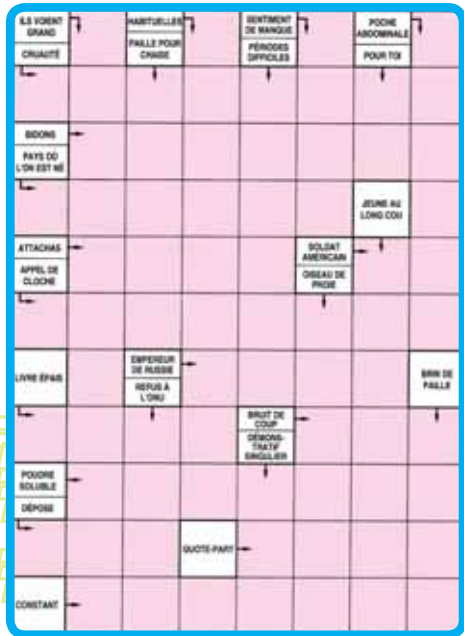 ILS VOIENT
GRAND
CRUAUTÉ
HABITUELLES
PAILLE POUR
CHAISE
SENTIMENT
DE MANQUE
PÉRIODES
DIFFICILES
POCHE
ABDOMINALE
POUR TOI
BIDONS
PAYS OÙ
L'ON EST NÉ
JEUNE AU
LONG COU
ATTACHAS
APPEL DE
CLOCHE
SOLDAT
AMÉRICAIN
OISEAU DE
PROIE
LIVRE ÉPAIS
EMPEREUR
DE RUSSIE
REFUS À
L'ONU
BRIN DE
PAILLE
BRUIT DE
COUP
DÉMONS-
TRATIF
SINGULIER
POUDRE
SOLUBLE
DÉPOSE
QUOTE-PART
CONSTANT